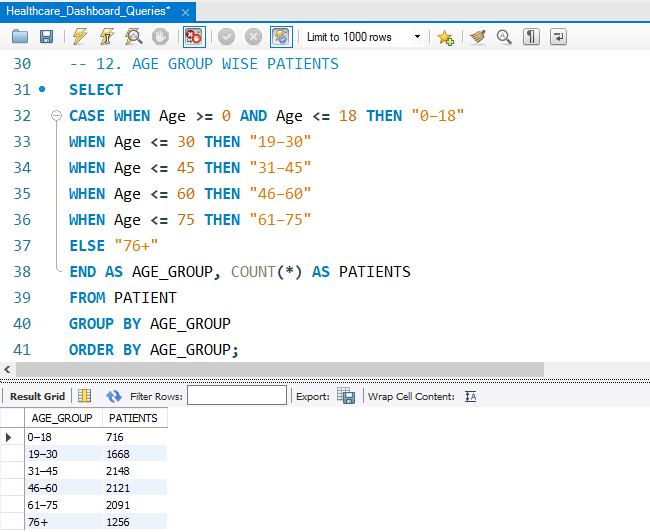 Healthcare_Dashboard_Queries*
Limit to 1000 rows
30 -- 12. AGE GROUP WISE PATIENTS
31 SELECT
32 CASE WHEN Age >= 0 AND Age <= 18 THEN "0–18"
33 WHEN Age <= 30 THEN "19–30"
34 WHEN Age <= 45 THEN "31–45"
35 WHEN Age <= 60 THEN "46–60"
36 WHEN Age <= 75 THEN "61–75"
37 ELSE "76+"
38 END AS AGE_GROUP, COUNT(*) AS PATIENTS
39 FROM PATIENT
40 GROUP BY AGE_GROUP
41 ORDER BY AGE_GROUP;
Result Grid Filter Rows: Export: Wrap Cell Content:
AGE_GROUP PATIENTS
0–18 716
19–30 1668
31–45 2148
46–60 2121
61–75 2091
76+ 1256